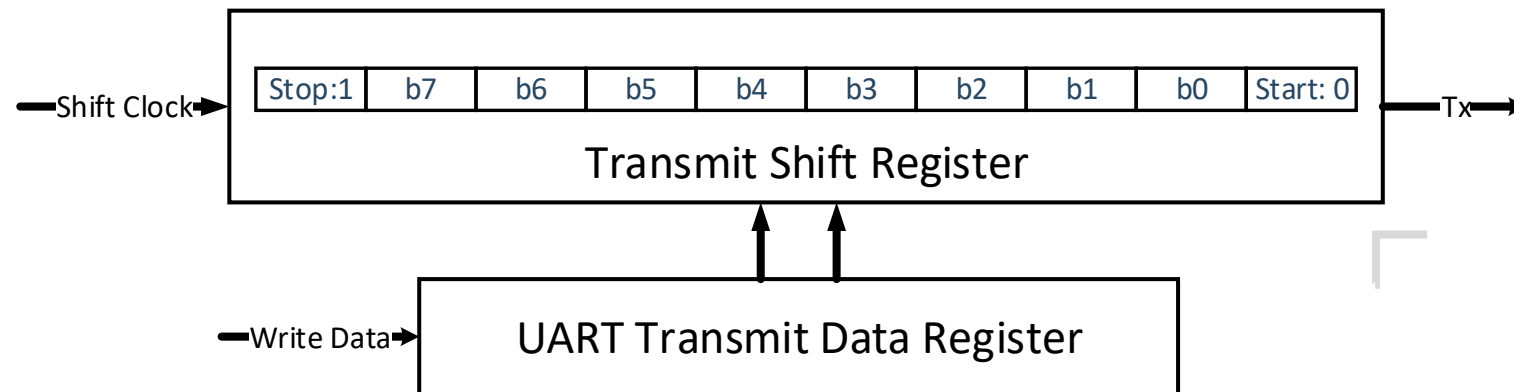 Stop:1 b7 b6 b5 b4 b3 b2 b1 b0 Start: 0
Shift Clock
Tx
Transmit Shift Register
Write Data
UART Transmit Data Register